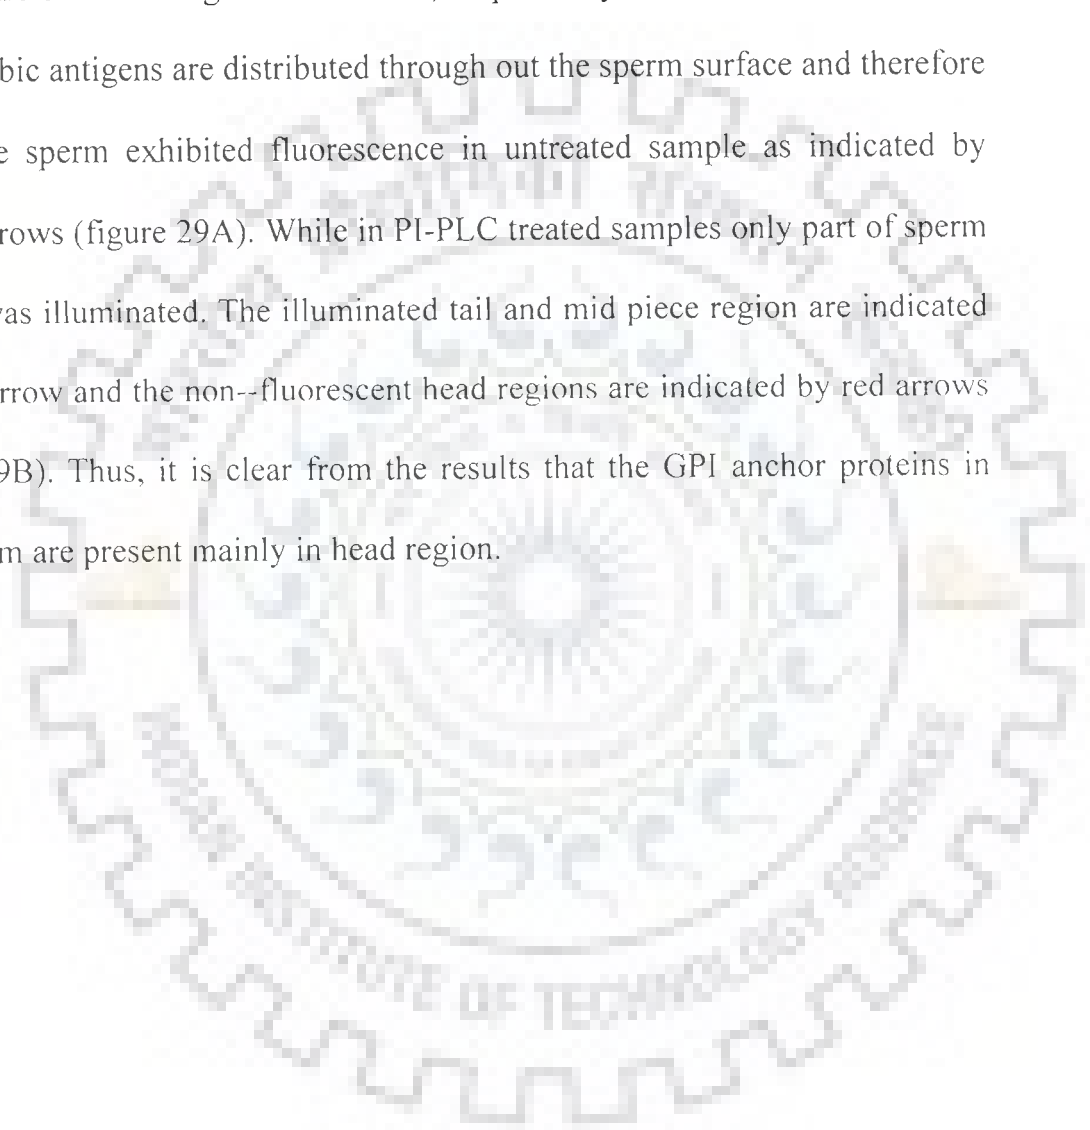 bic antigens are distributed through out the sperm surface and therefore
e sperm exhibited fluorescence in untreated sample as indicated by
rows (figure 29A). While in PI-PLC treated samples only part of sperm
as illuminated. The illuminated tail and mid piece region are indicated
rrow and the non--fluorescent head regions are indicated by red arrows
9B). Thus, it is clear from the results that the GPI anchor proteins in
m are present mainly in head region.
INSTITUTE OF TECHNOLOGY